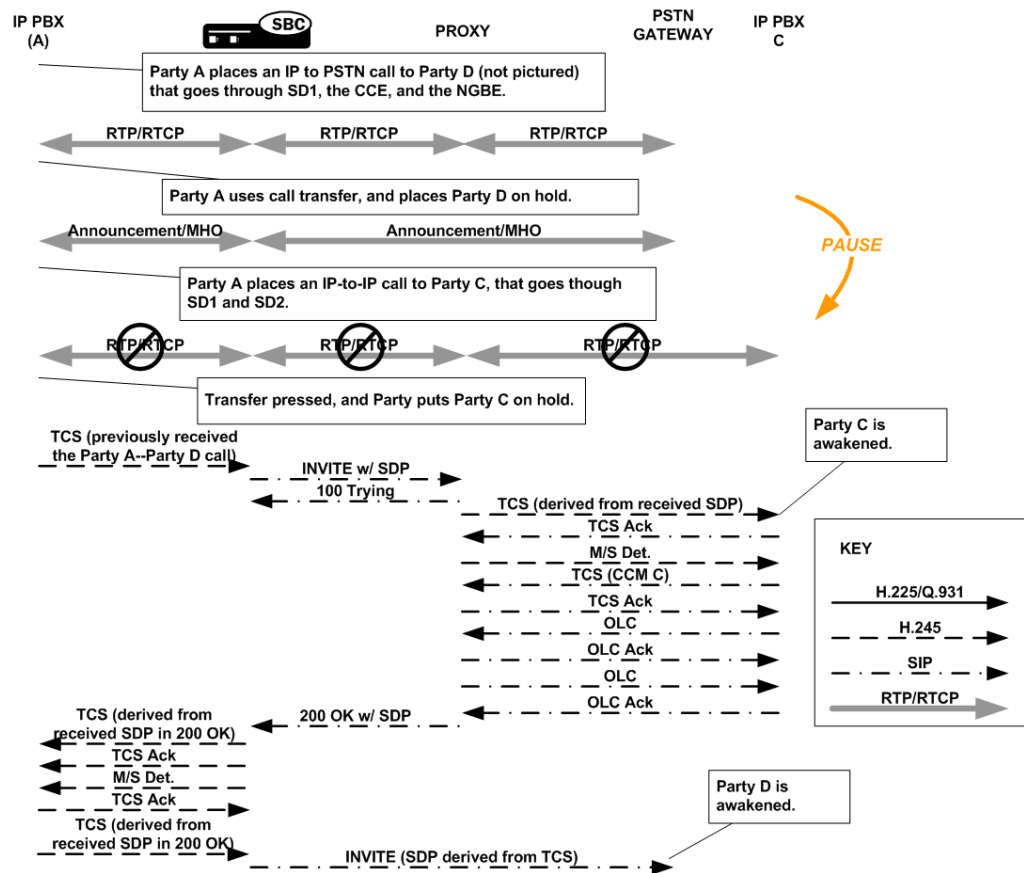 IP PBX
(A)
SBC
PROXY
PSTN
GATEWAY
IP PBX
C
Party A places an IP to PSTN call to Party D (not pictured)
that goes through SD1, the CCE, and the NGBE.
RTP/RTCP
RTP/RTCP
RTP/RTCP
Party A uses call transfer, and places Party D on hold.
Announcement/MHO
Announcement/MHO
PAUSE
Party A places an IP-to-IP call to Party C, that goes though
SD1 and SD2.
RTP/RTCP
RTP/RTCP
RTP/RTCP
Transfer pressed, and Party puts Party C on hold.
Party C is
awakened.
TCS (previously received
the Party A--Party D call)
INVITE w/ SDP
100 Trying
TCS (derived from received SDP)
TCS Ack
M/S Det.
TCS (CCM C)
TCS Ack
OLC
OLC Ack
OLC
OLC Ack
KEY
H.225/Q.931
H.245
SIP
RTP/RTCP
200 OK w/ SDP
TCS (derived from
received SDP in 200 OK)
TCS Ack
M/S Det.
TCS Ack
TCS (derived from
received SDP in 200 OK)
Party D is
awakened.
INVITE (SDP derived from TCS)